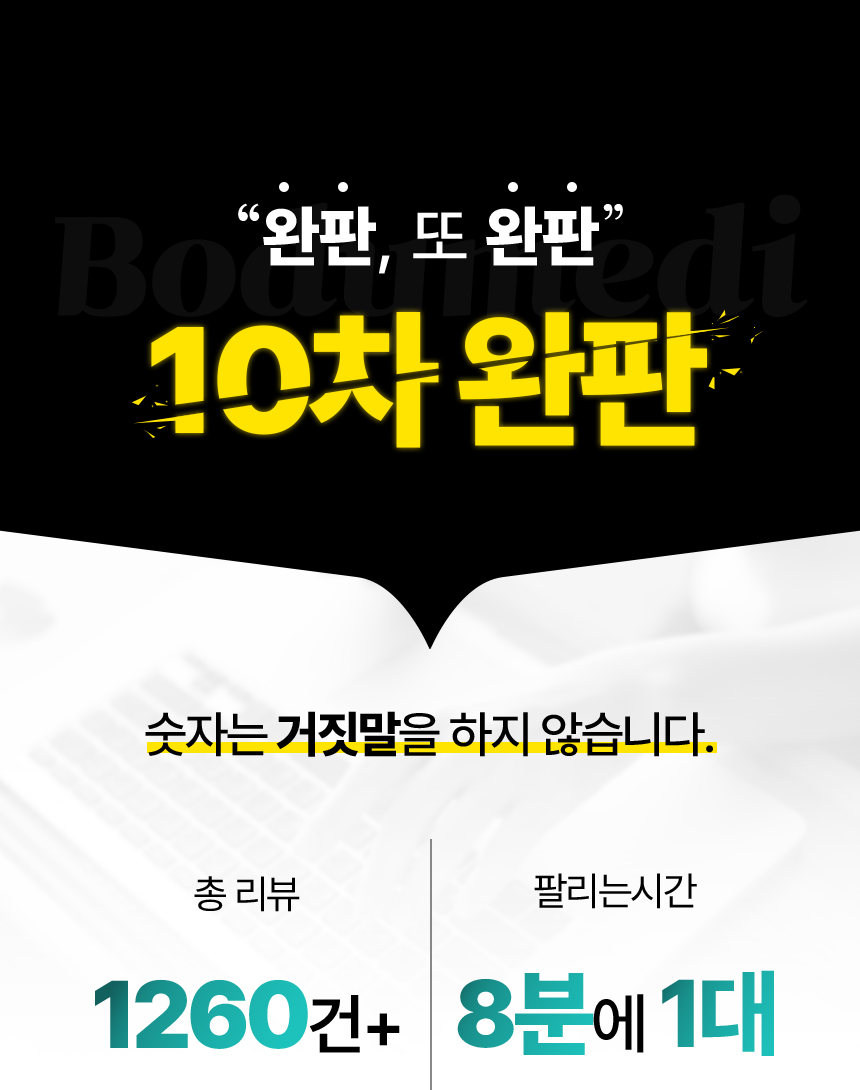 Bodymedi
“완판, 또 완판”
10차 완판
숫자는 거짓말을 하지 않습니다.
총 리뷰
1260건+
팔리는시간
8분에 1대